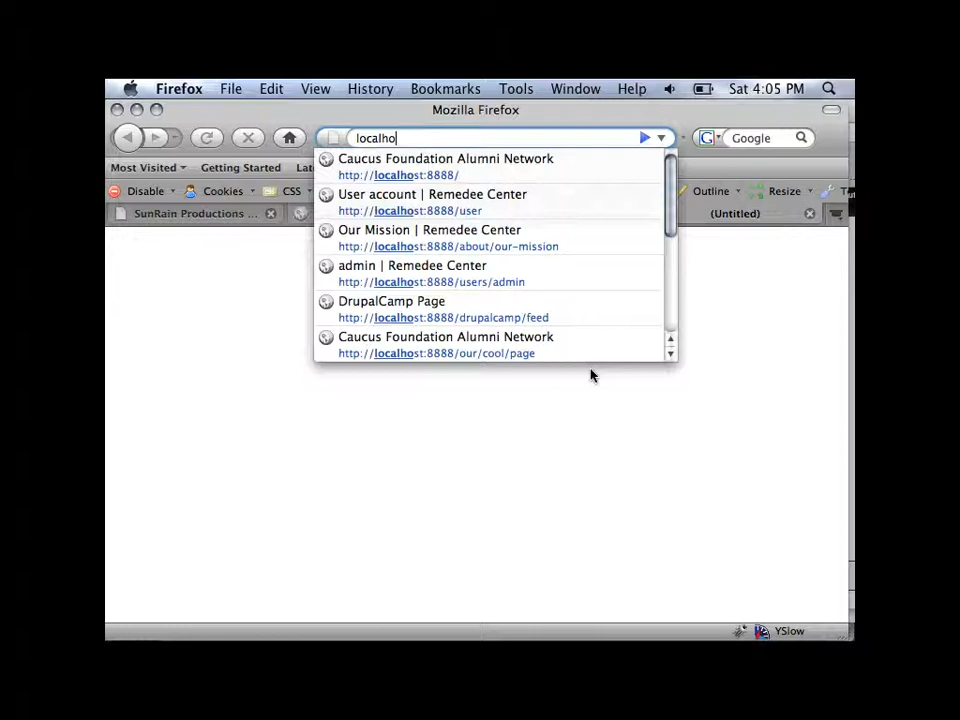 Firefox File Edit View History Bookmarks Tools Window Help Sat 4:05 PM
Mozilla Firefox
localho
Google
Most Visited Getting Started
Disable Cookies CSS Outline Resize
SunRain Productions ... (Untitled)
Caucus Foundation Alumni Network
http://localhost:8888/
User account | Remedee Center
http://localhost:8888/user
Our Mission | Remedee Center
http://localhost:8888/about/our-mission
admin | Remedee Center
http://localhost:8888/users/admin
DrupalCamp Page
http://localhost:8888/drupalcamp/feed
Caucus Foundation Alumni Network
http://localhost:8888/our/cool/page
YSlow